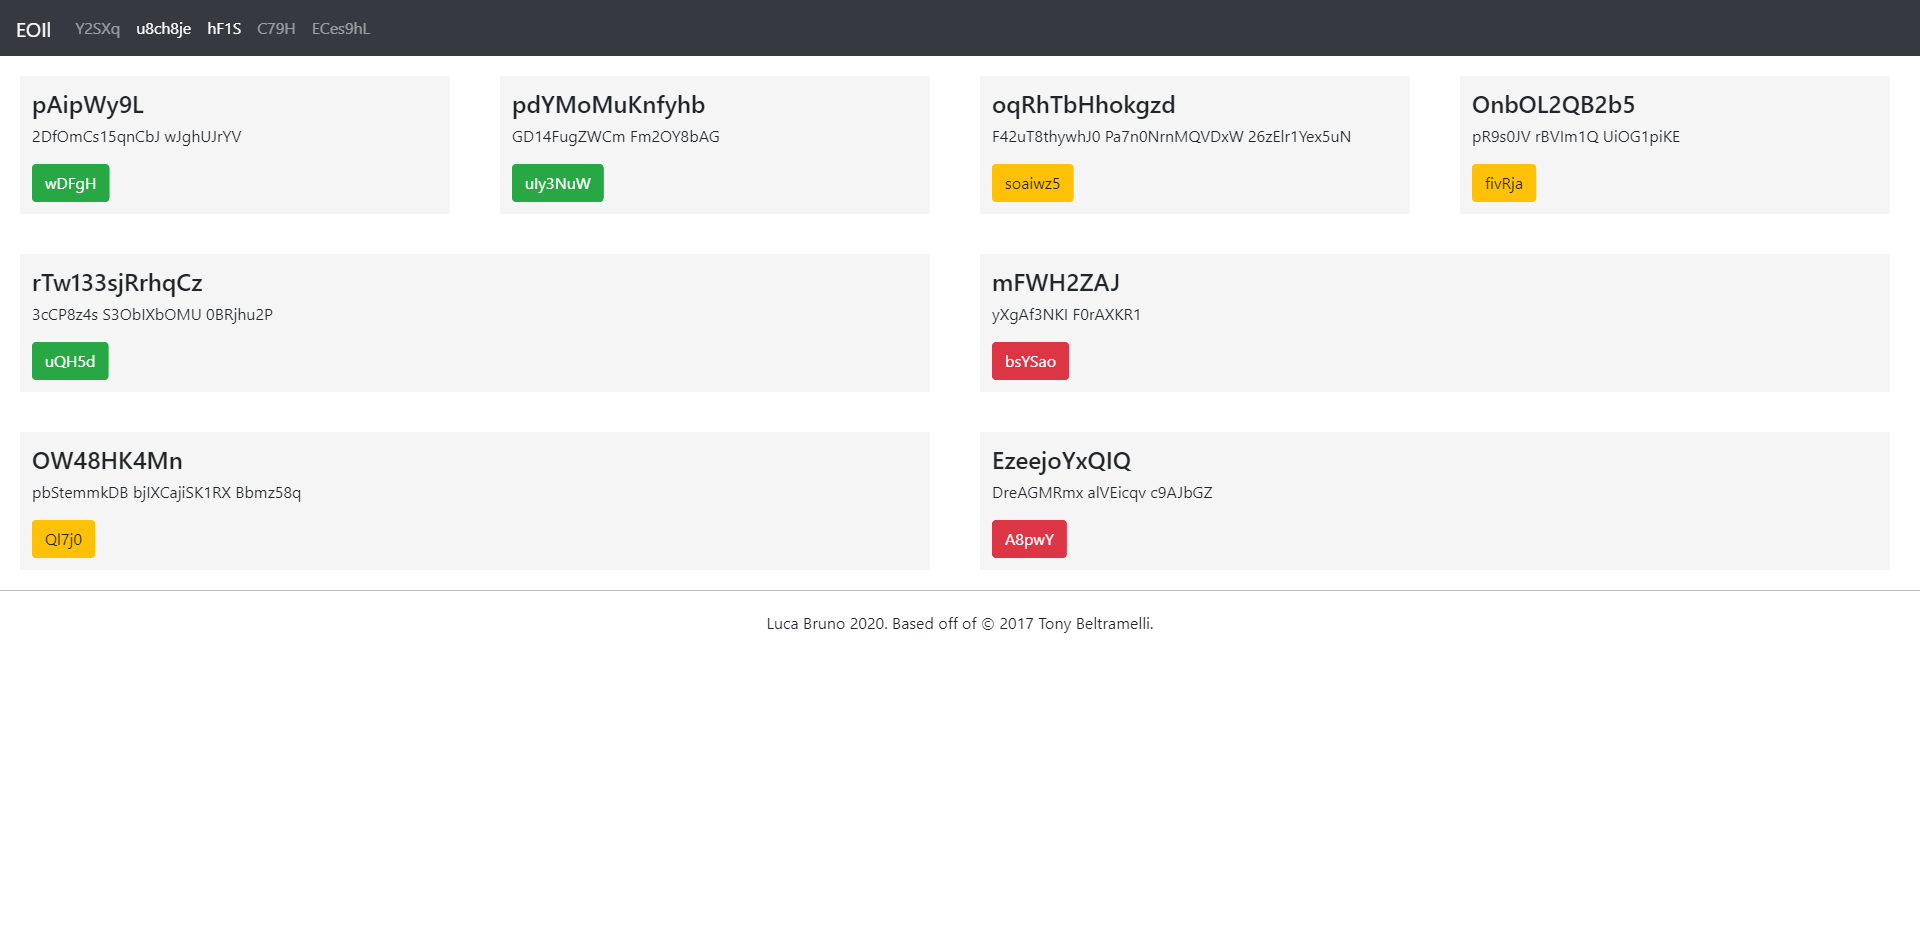 EOIl Y2SXq u8ch8je hF1S C79H ECes9hL
pAipWy9L
2DfOmCs15qnCbJ wJghUJrYV
wDFgH
pdYMoMuKnfyhb
GD14FugZWCm Fm2OY8bAG
uly3NuW
oqRhTbHhokgzd
F42uT8thywhJ0 Pa7n0NrnMQVDxW 26zElr1Yex5uN
soaiwz5
OnbOL2QB2b5
pR9s0JV rBVIm1Q UiOG1piKE
fivRja
rTw133sjRrhqCz
3cCP8z4s S3ObIXbOMU 0BRjhu2P
uQH5d
mFWH2ZAJ
yXgAf3NKI F0rAXKR1
bsYSao
OW48HK4Mn
pbStemmkDB bjIXCajiSK1RX Bbmz58q
Ql7j0
EzeejoYxQIQ
DreAGMRmx alVEicqv c9AJbGZ
A8pwY
Luca Bruno 2020. Based off of © 2017 Tony Beltramelli.